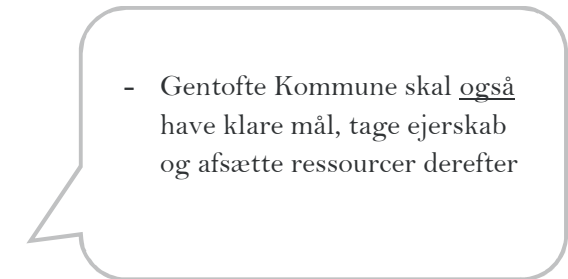 - Gentofte Kommune skal også
have klare mål, tage ejerskab
og afsætte ressourcer derefter